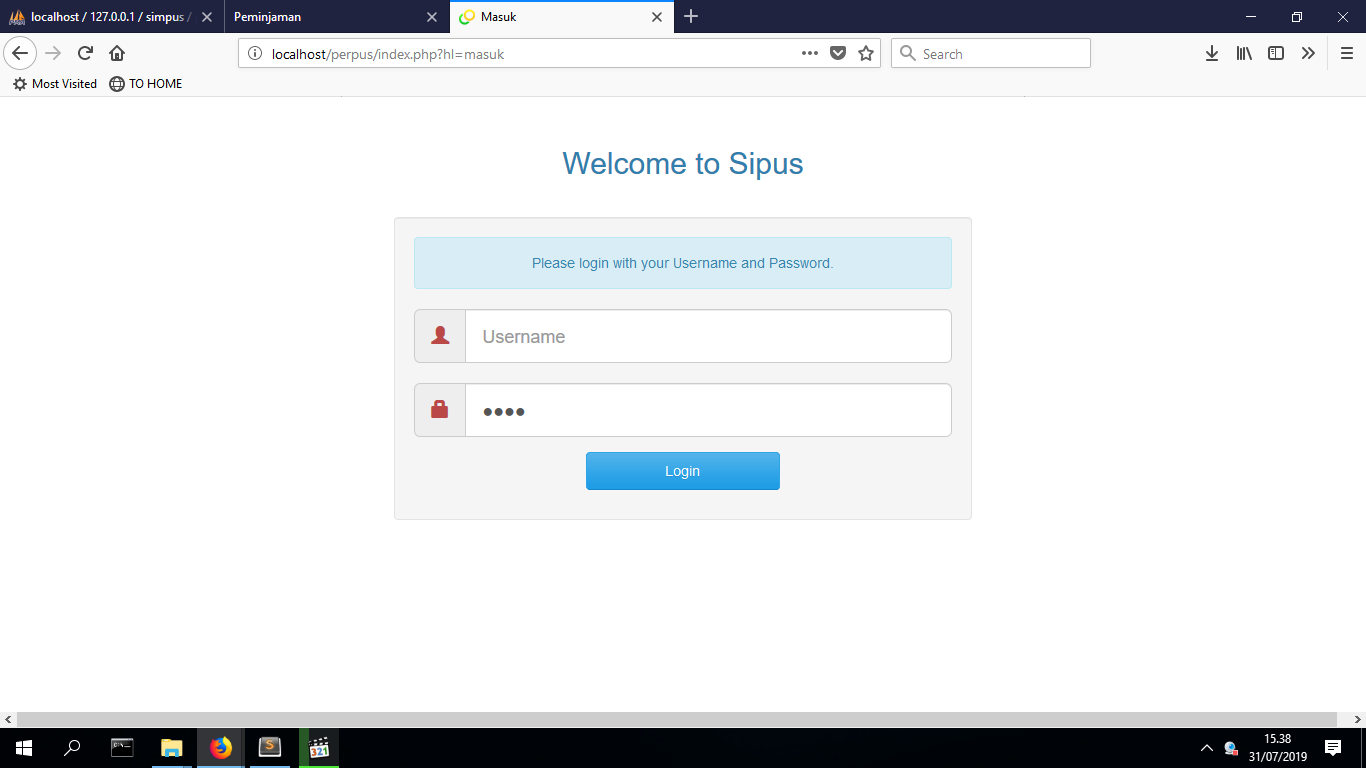 localhost / 127.0.0.1 / simpus /
Peminjaman
Masuk
localhost/perpus/index.php?hl=masuk
Search
Most Visited
TO HOME
Welcome to Sipus
Please login with your Username and Password.
Username
Login
321
15.38
31/07/2019